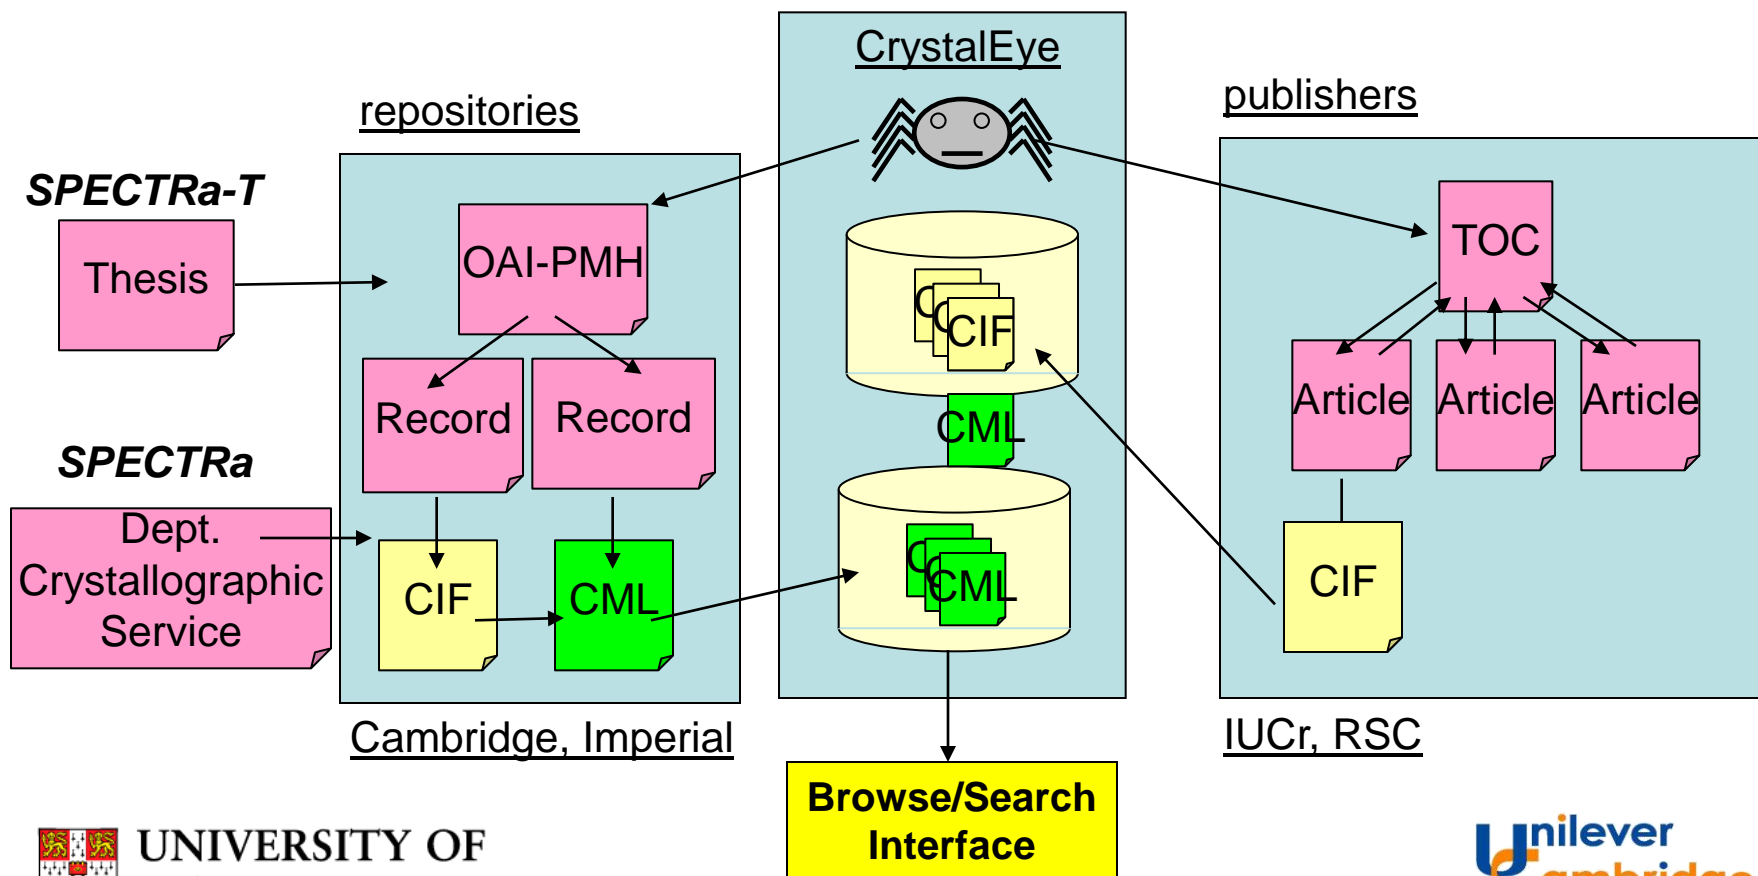 CrystalEye
repositories
publishers
SPECTRa-T
Thesis
OAI-PMH
TOC
CIF
Record
Record
Article
Article
Article
CML
SPECTRa
Dept.
Crystallographic
Service
CIF
CML
CML
CIF
Cambridge, Imperial
IUCr, RSC
Browse/Search
Interface
UNIVERSITY OF
Unilever
ambridge